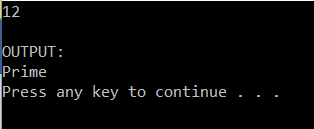 12
OUTPUT:
Prime
Press any key to continue . . .